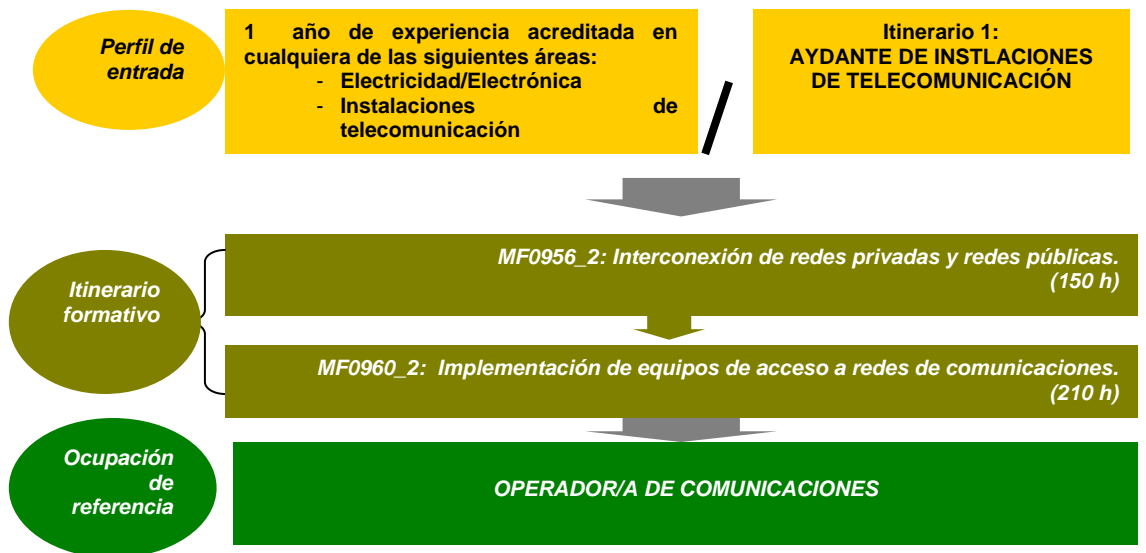 Perfil de
entrada
1 año de experiencia acreditada en
cualquiera de las siguientes áreas:
- Electricidad/Electrónica
- Instalaciones de
telecomunicación
/
Itinerario 1:
AYDANTE DE INSTLACIONES
DE TELECOMUNICACIÓN
Itinerario
formativo
MF0956_2: Interconexión de redes privadas y redes públicas.
(150 h)
MF0960_2: Implementación de equipos de acceso a redes de comunicaciones.
(210 h)
Ocupación
de
referencia
OPERADOR/A DE COMUNICACIONES